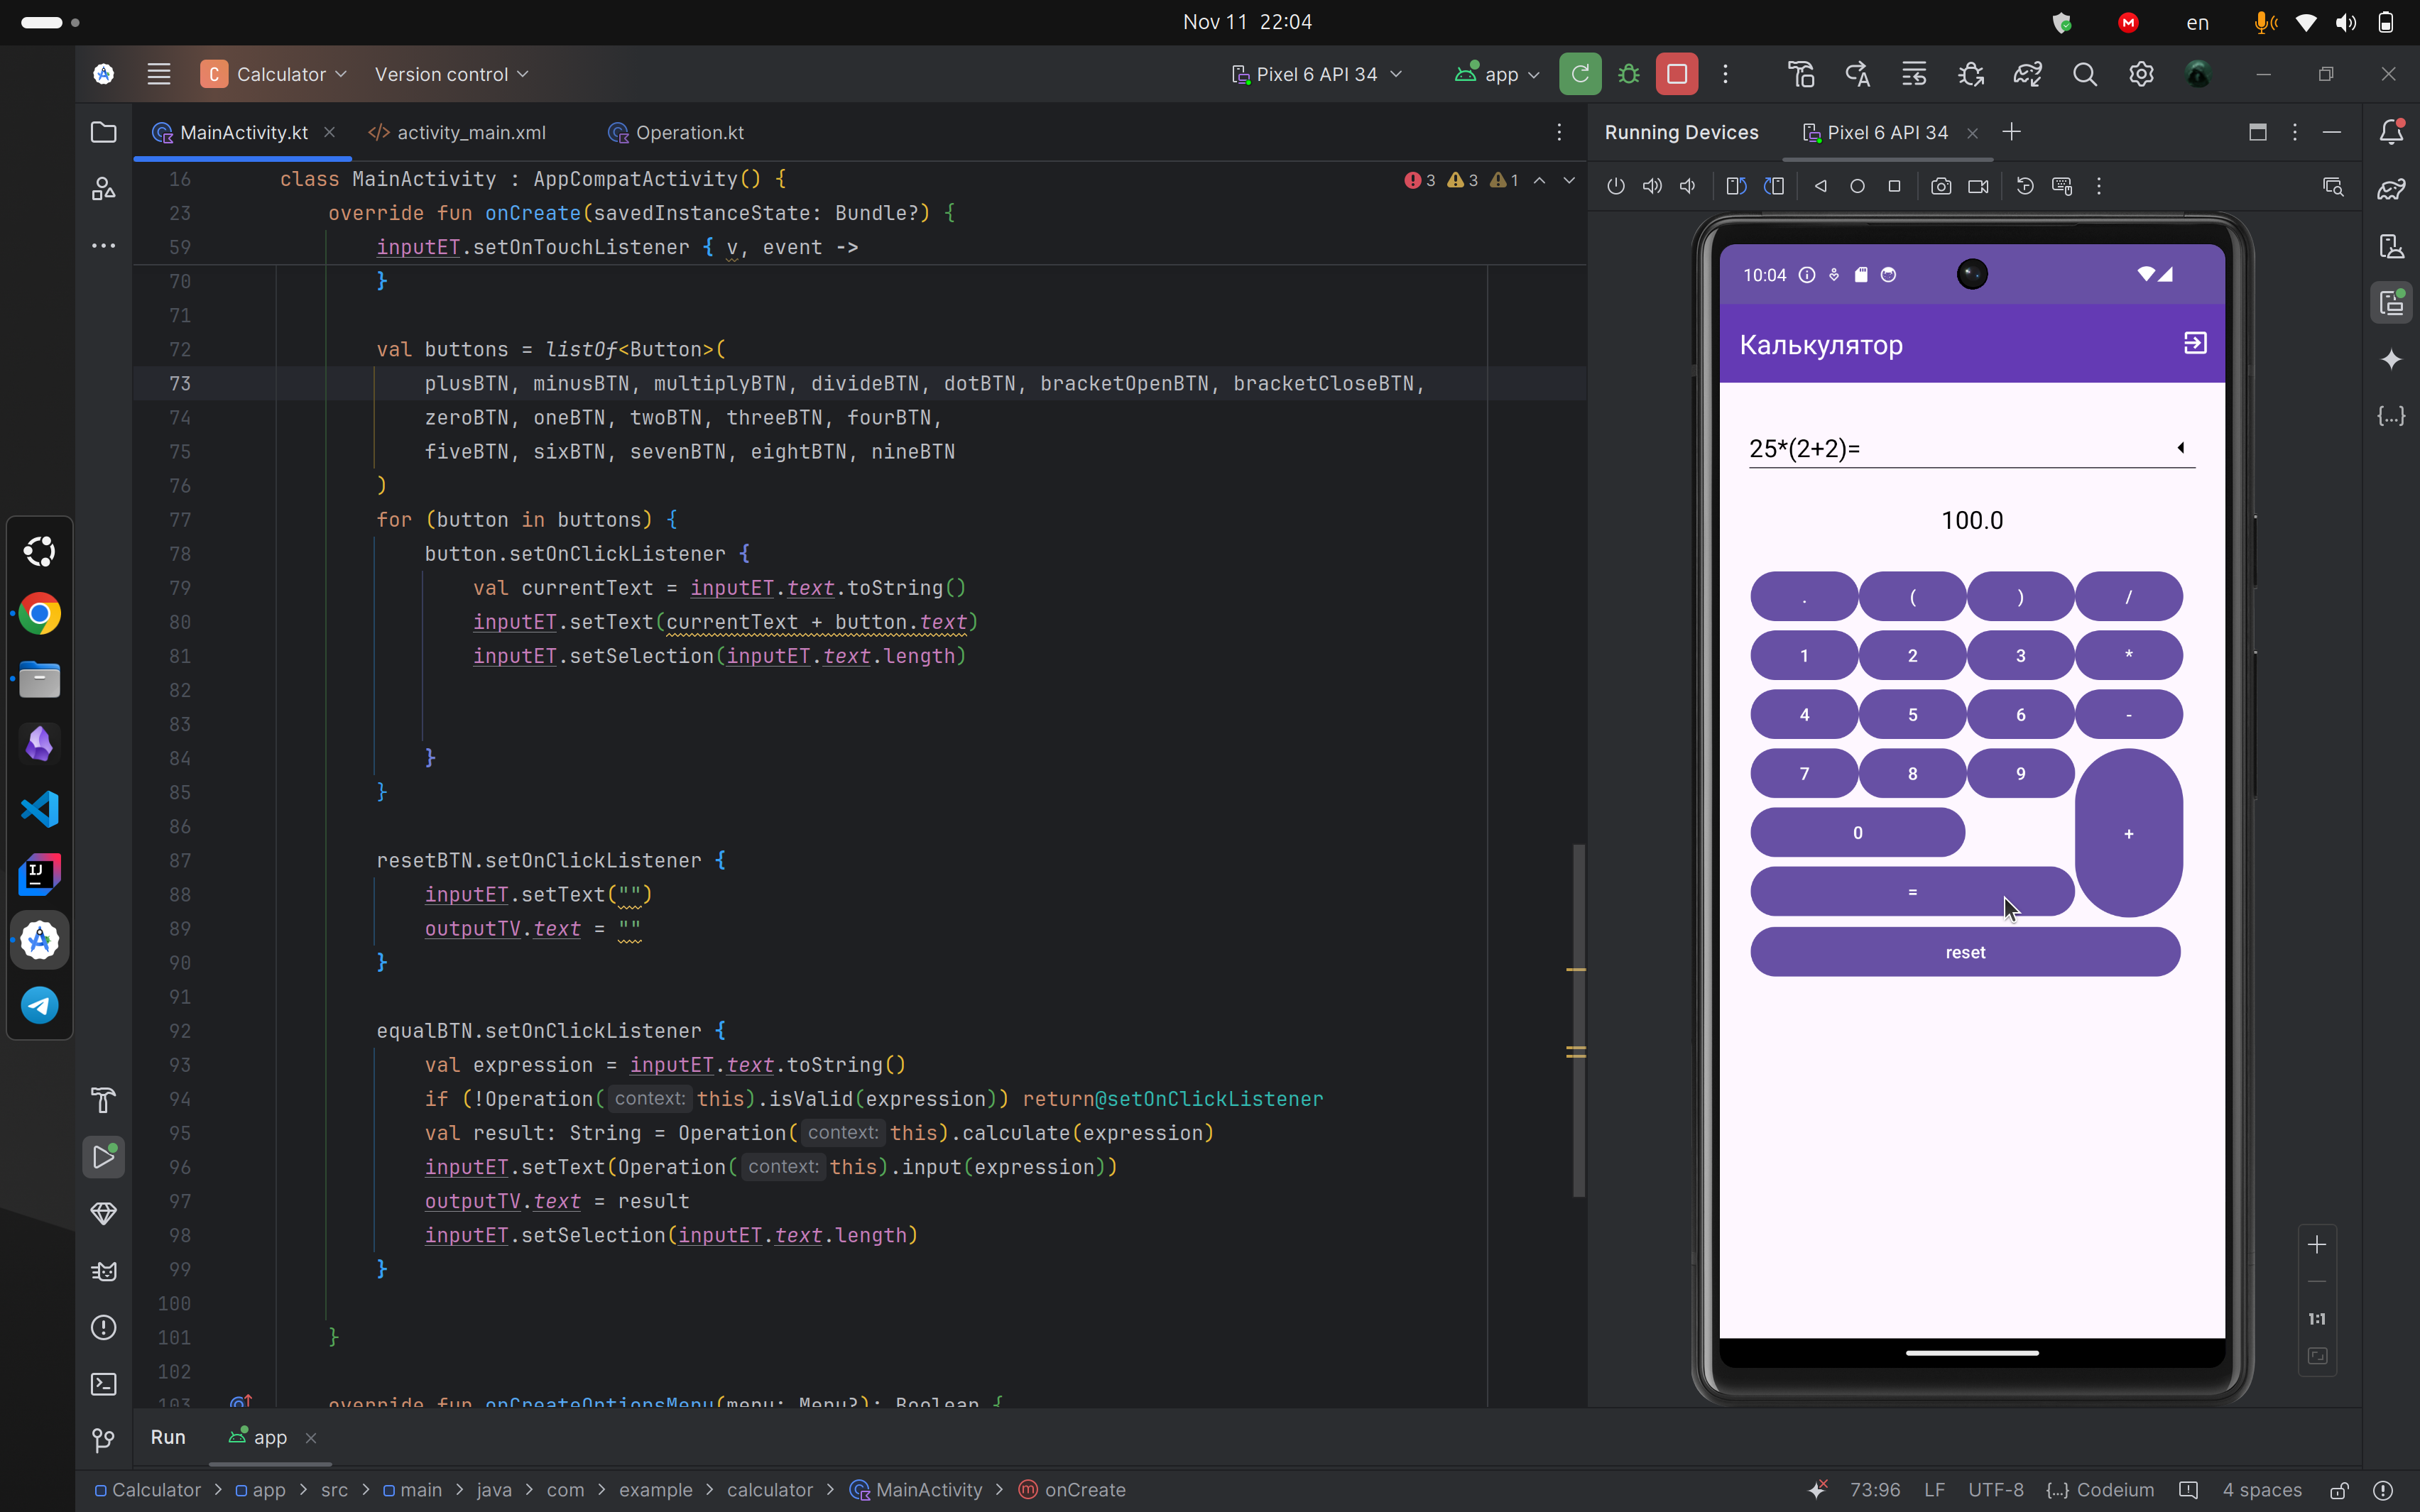 Nov 11 22:04
en
C Calculator Version control
Pixel 6 API 34 app
MainActivity.kt activity_main.xml Operation.kt
Running Devices Pixel 6 API 34
3 3 1
16 class MainActivity : AppCompatActivity() {
23 override fun onCreate(savedInstanceState: Bundle?) {
59 inputET.setOnTouchListener { v, event ->
70 }
71
72 val buttons = listOf<Button>(
73 plusBTN, minusBTN, multiplyBTN, divideBTN, dotBTN, bracketOpenBTN, bracketCloseBTN,
74 zeroBTN, oneBTN, twoBTN, threeBTN, fourBTN,
75 fiveBTN, sixBTN, sevenBTN, eightBTN, nineBTN
76 )
77 for (button in buttons) {
78 button.setOnClickListener {
79 val currentText = inputET.text.toString()
80 inputET.setText(currentText + button.text)
81 inputET.setSelection(inputET.text.length)
82
83
84 }
85 }
86
87 resetBTN.setOnClickListener {
88 inputET.setText("")
89 outputTV.text = ""
90 }
91
92 equalBTN.setOnClickListener {
93 val expression = inputET.text.toString()
94 if (!Operation( context: this).isValid(expression)) return@setOnClickListener
95 val result: String = Operation( context: this).calculate(expression)
96 inputET.setText(Operation( context: this).input(expression))
97 outputTV.text = result
98 inputET.setSelection(inputET.text.length)
99 }
100
101 }
102
103 override fun onCreateOptionsMenu(menu: Menu?): Boolean {
10:04
Калькулятор
25*(2+2)=
100.0
. ( ) /
1 2 3 *
4 5 6 -
7 8 9
0 +
=
reset
1:1
Run app
Calculator > app > src > main > java > com > example > calculator > MainActivity > onCreate
73:96 LF UTF-8 {...} Codeium 4 spaces